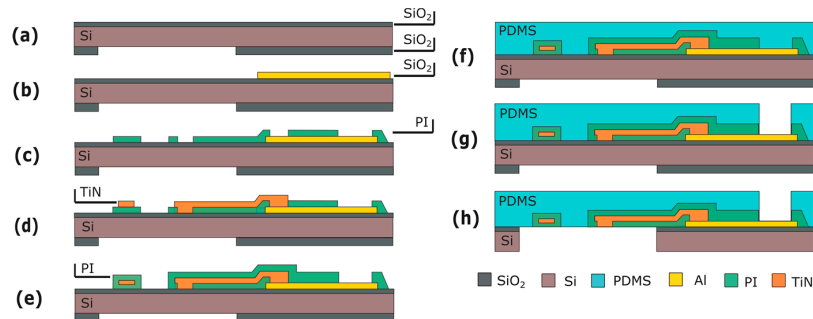 (a)
Si
SiO₂
SiO₂
(b)
Si
SiO₂
(c)
Si
PI
(d)
TiN
Si
(e)
PI
Si
(f)
PDMS
Si
(g)
PDMS
Si
(h)
PDMS
Si
SiO₂ Si PDMS Al PI TiN